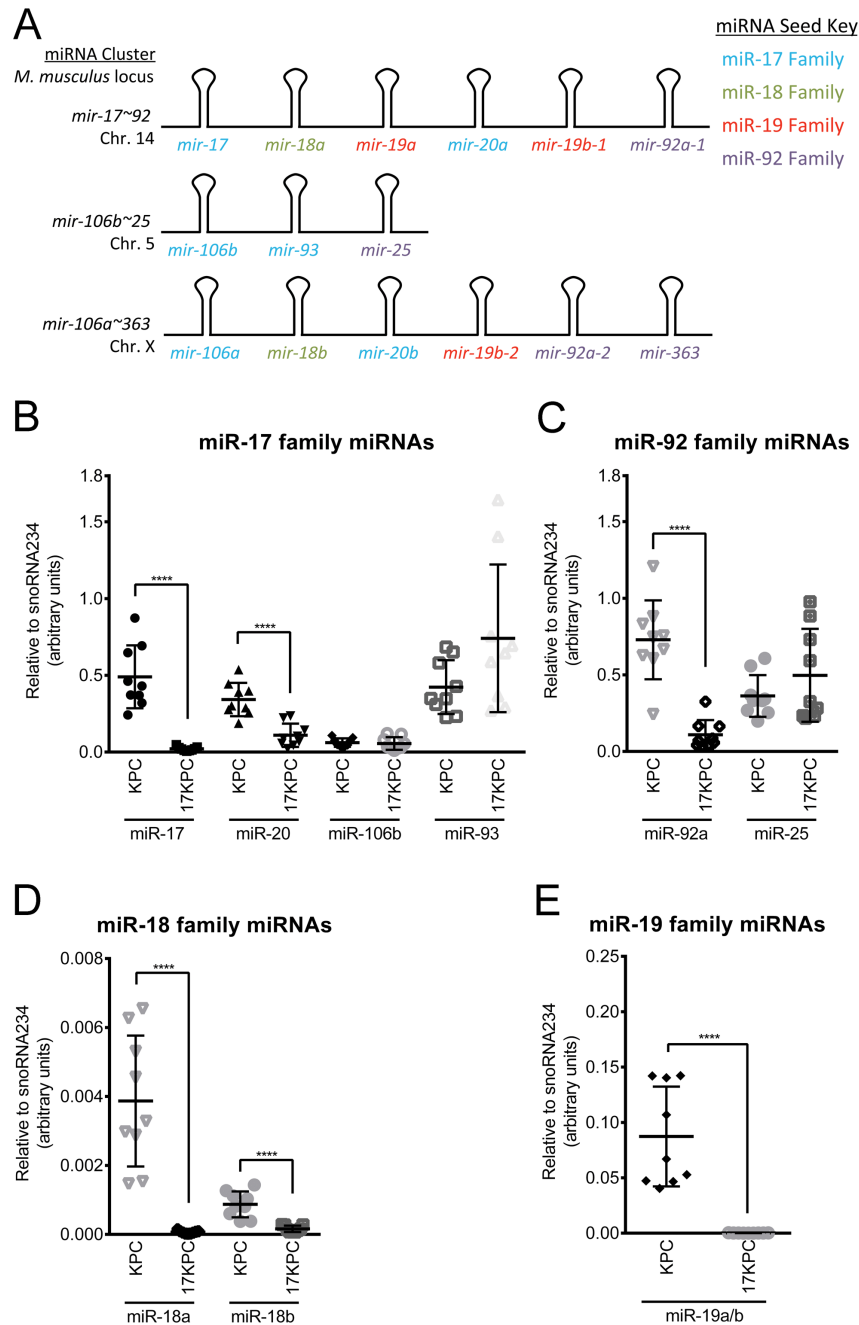 A
miRNA Seed Key
miRNA Cluster
M. musculus locus
miR-17 Family
miR-18 Family
miR-19 Family
miR-92 Family
mir-17~92
Chr. 14
mir-17 mir-18a mir-19a mir-20a mir-19b-1 mir-92a-1
mir-106b~25
Chr. 5
mir-106b mir-93 mir-25
mir-106a~363
Chr. X
mir-106a mir-18b mir-20b mir-19b-2 mir-92a-2 mir-363
B
miR-17 family miRNAs
Relative to snoRNA234
(arbitrary units)
1.8
1.5
1.0
0.5
0.0
****
****
KPC 17KPC KPC 17KPC KPC 17KPC KPC 17KPC
miR-17 miR-20 miR-106b miR-93
C
miR-92 family miRNAs
Relative to snoRNA234
(arbitrary units)
1.8
1.5
1.0
0.5
0.0
****
KPC 17KPC KPC 17KPC
miR-92a miR-25
D
miR-18 family miRNAs
Relative to snoRNA234
(arbitrary units)
0.008
0.006
0.004
0.002
0.000
****
****
KPC 17KPC KPC 17KPC
miR-18a miR-18b
E
miR-19 family miRNAs
Relative to snoRNA234
(arbitrary units)
0.25
0.20
0.15
0.10
0.05
0.00
****
KPC 17KPC
miR-19a/b